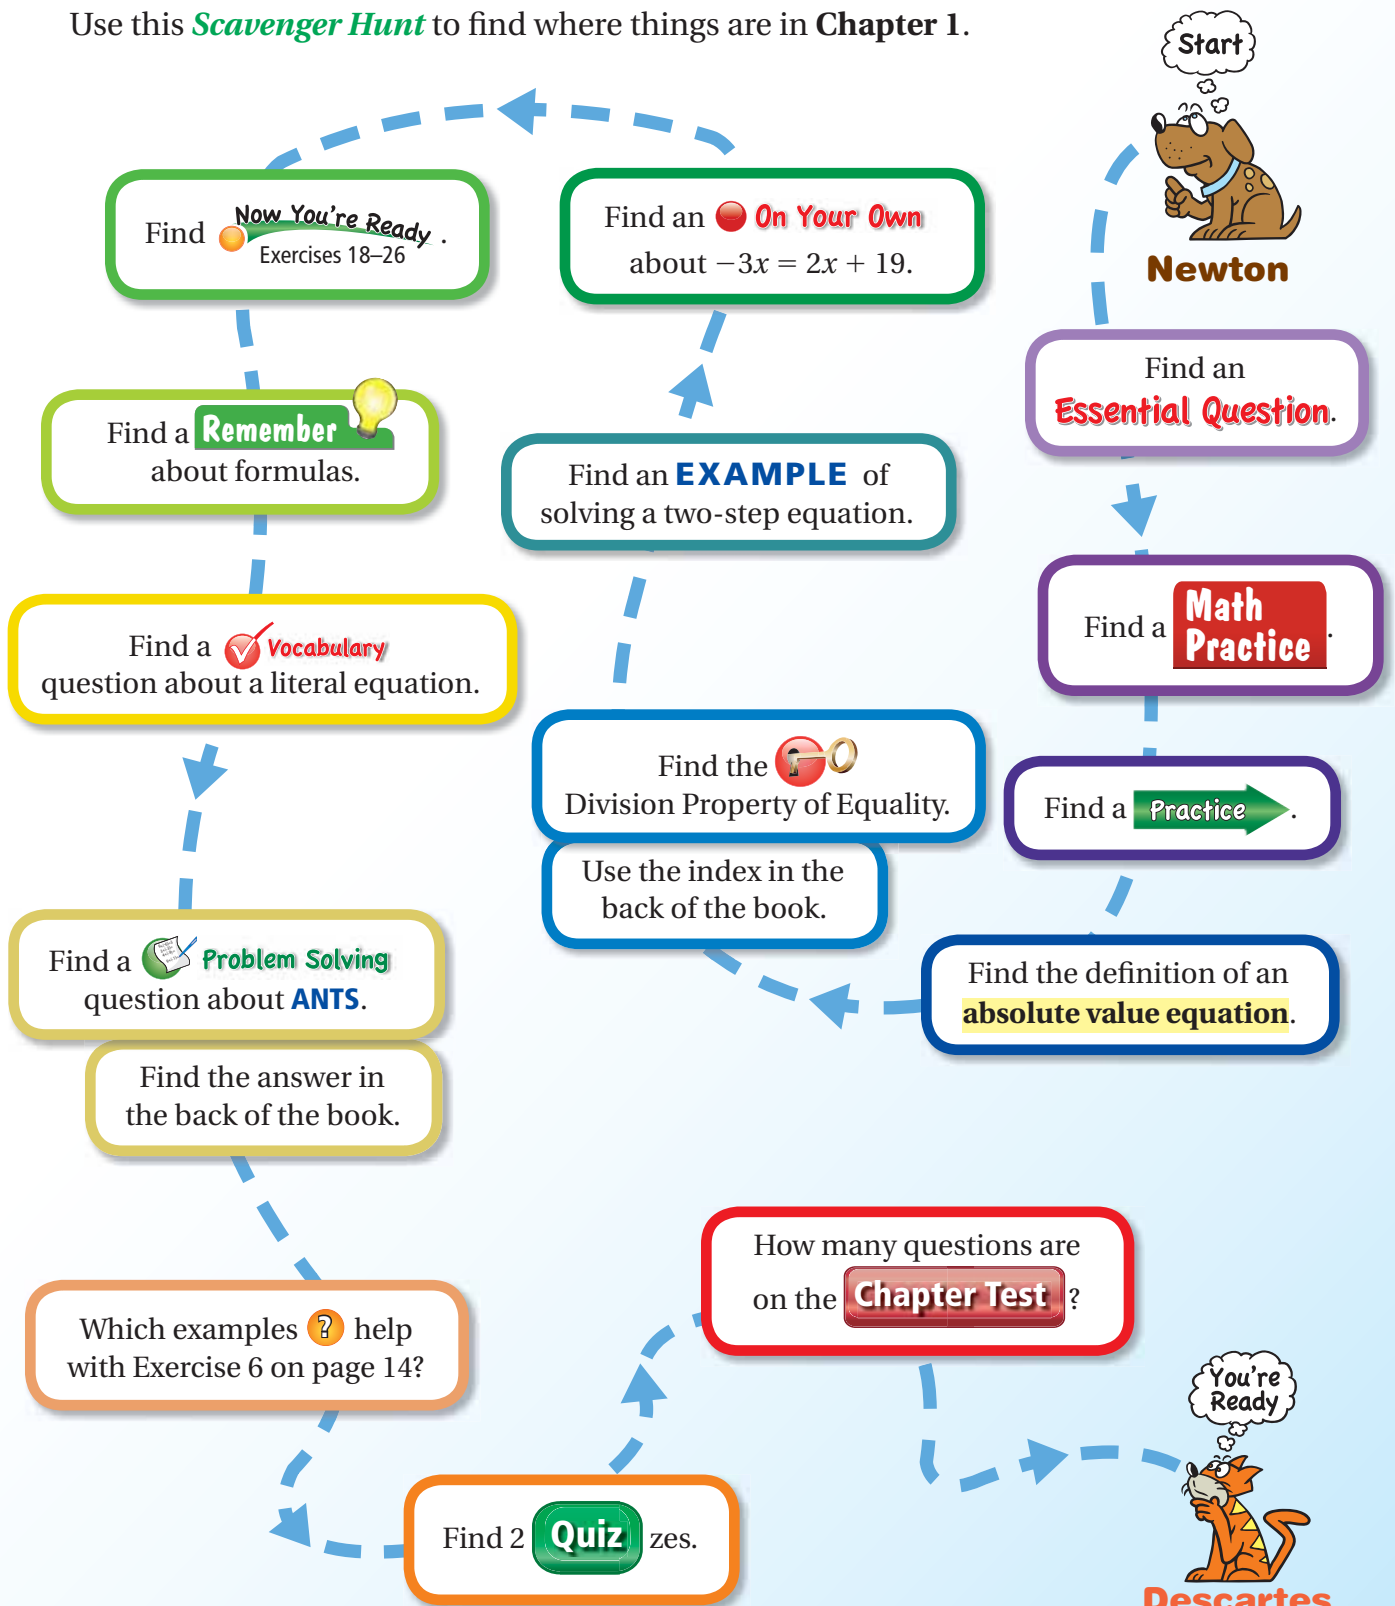 Use this Scavenger Hunt to find where things are in Chapter 1.
Start
Newton
Find an
Essential Question.
Find a Math
Practice.
Find a Practice.
Find the definition of an
absolute value equation.
Use the index in the
back of the book.
Find the
Division Property of Equality.
Find an EXAMPLE of
solving a two-step equation.
Find an On Your Own
about −3x = 2x + 19.
Find Now You're Ready.
Exercises 18–26
Find a Remember
about formulas.
Find a Vocabulary
question about a literal equation.
Find a Problem Solving
question about ANTS.
Find the answer in
the back of the book.
Which examples ? help
with Exercise 6 on page 14?
Find 2 Quiz zes.
How many questions are
on the Chapter Test ?
You're
Ready
Descartes